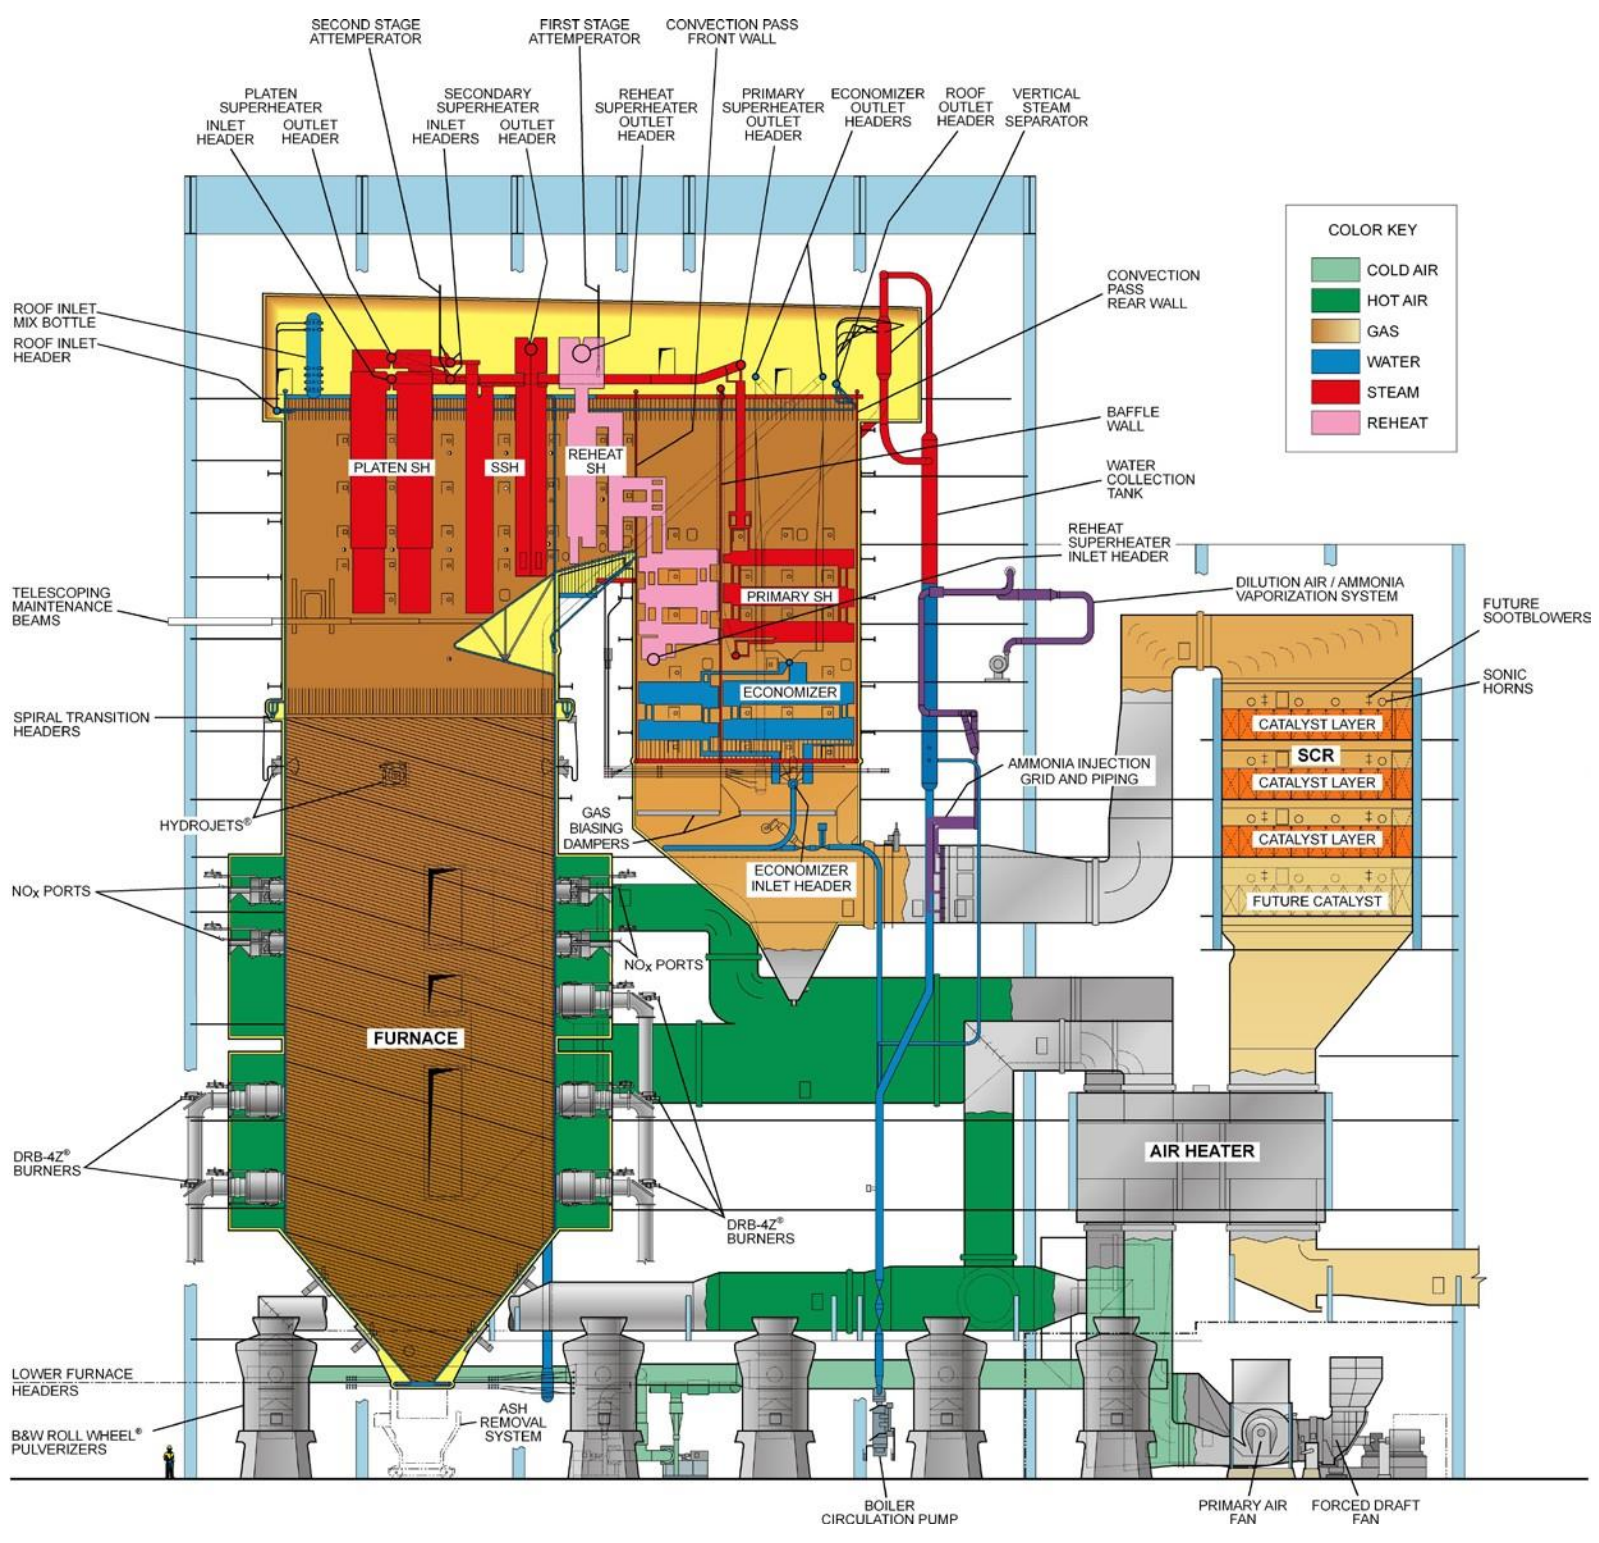 SECOND STAGE
ATTEMPERATOR
FIRST STAGE
ATTEMPERATOR
CONVECTION PASS
FRONT WALL
PLATEN
SUPERHEATER
INLET
HEADER
OUTLET
HEADER
SECONDARY
SUPERHEATER
INLET
HEADERS
OUTLET
HEADER
REHEAT
SUPERHEATER
OUTLET
HEADER
PRIMARY
SUPERHEATER
OUTLET
HEADER
ECONOMIZER
OUTLET
HEADERS
ROOF
OUTLET
HEADER
VERTICAL
STEAM
SEPARATOR
COLOR KEY
COLD AIR
HOT AIR
GAS
WATER
STEAM
REHEAT
CONVECTION
PASS
REAR WALL
ROOF INLET
MIX BOTTLE
ROOF INLET
HEADER
BAFFLE
WALL
PLATEN SH
SSH
REHEAT
SH
WATER
COLLECTION
TANK
REHEAT
SUPERHEATER
INLET HEADER
DILUTION AIR / AMMONIA
VAPORIZATION SYSTEM
TELESCOPING
MAINTENANCE
BEAMS
PRIMARY SH
FUTURE
SOOTBLOWERS
SONIC
HORNS
ECONOMIZER
SPIRAL TRANSITION
HEADERS
CATALYST LAYER
SCR
CATALYST LAYER
CATALYST LAYER
FUTURE CATALYST
AMMONIA INJECTION
GRID AND PIPING
HYDROJETS®
GAS
BIASING
DAMPERS
ECONOMIZER
INLET HEADER
NOx PORTS
NOx PORTS
FURNACE
AIR HEATER
DRB-4Z®
BURNERS
DRB-4Z®
BURNERS
LOWER FURNACE
HEADERS
ASH
REMOVAL
SYSTEM
B&W ROLL WHEEL®
PULVERIZERS
BOILER
CIRCULATION PUMP
PRIMARY AIR
FAN
FORCED DRAFT
FAN